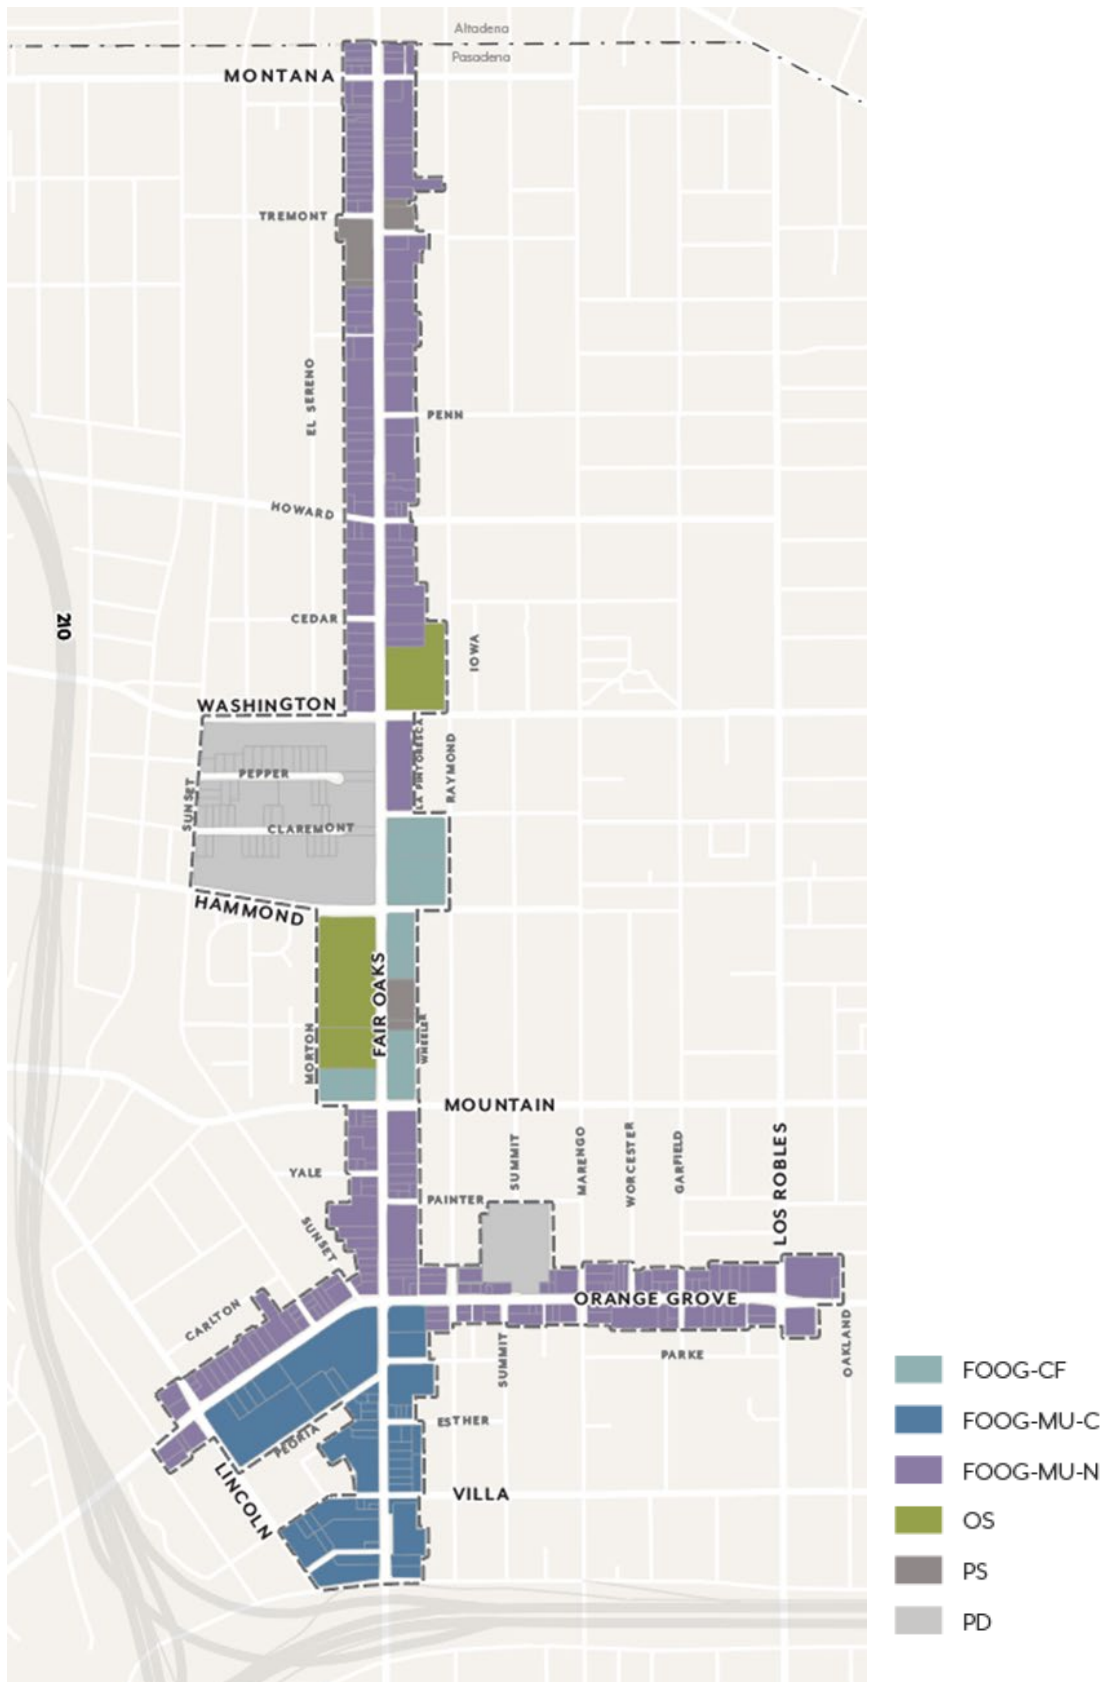 Altadena
Pasadena
MONTANA
TREMONT
EL SERENO
PENN
HOWARD
210
CEDAR
IOWA
WASHINGTON
LA PINTORESCA
RAYMOND
PEPPER
SUNSET
CLAREMONT
HAMMOND
FAIR OAKS
MORTON
WHEELER
MOUNTAIN
LOS ROBLES
SUMMIT
MARENGO
WORCESTER
GARFIELD
YALE
PAINTER
SUNSET
ORANGE GROVE
CARLTON
OAKLAND
SUMMIT
PARKE
ESTHER
PEORIA
LINCOLN
VILLA
FOOG-CF
FOOG-MU-C
FOOG-MU-N
OS
PS
PD